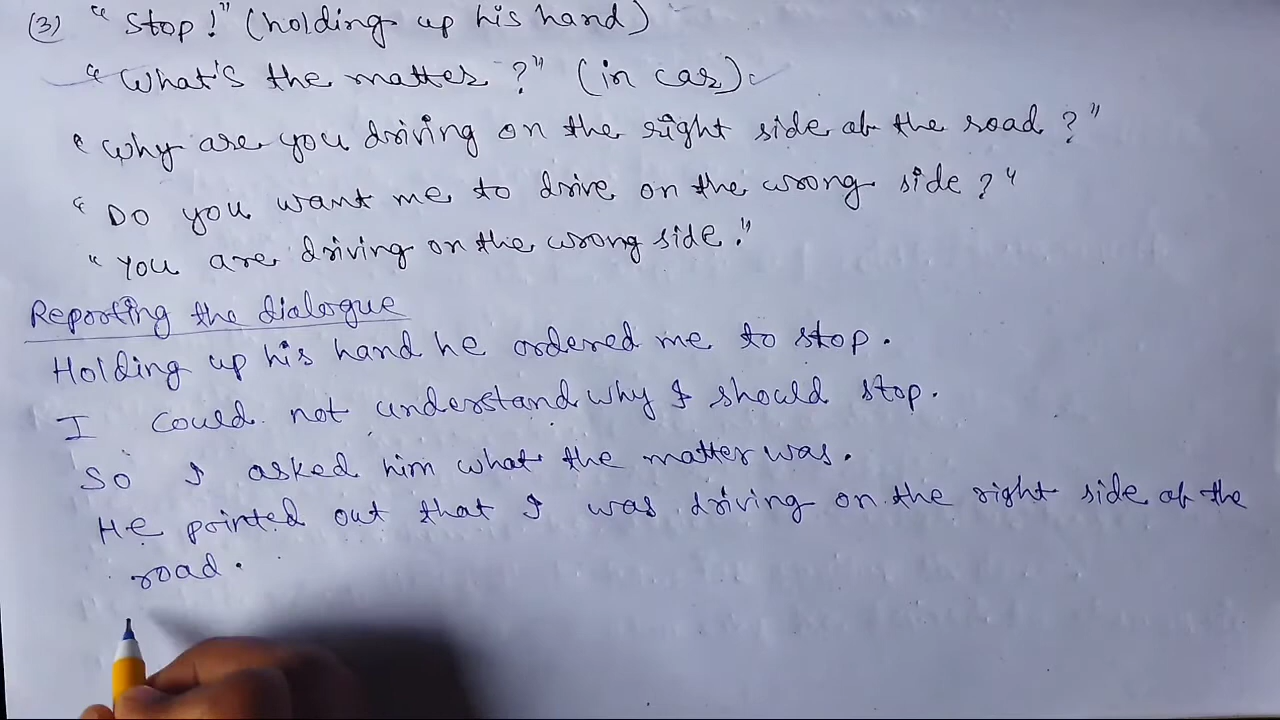 (3) "Stop!" (holding up his hand)
"What's the matter?" (in car).
"Why are you driving on the right side of the road?"
"Do you want me to drive on the wrong side?"
"You are driving on the wrong side."
Reporting the dialogue
Holding up his hand he ordered me to stop.
I could not understand why I should stop.
So I asked him what the matter was.
He pointed out that I was driving on the right side of the
road.